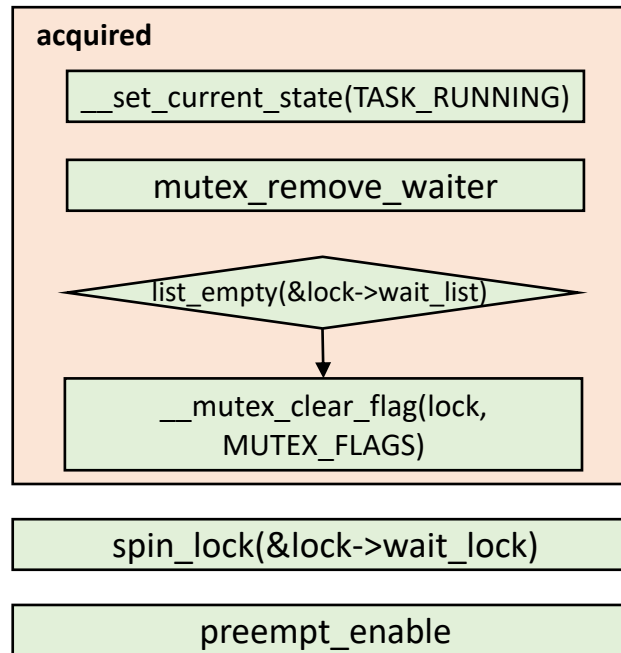 acquired
__set_current_state(TASK_RUNNING)
mutex_remove_waiter
list_empty(&lock->wait_list)
__mutex_clear_flag(lock,
MUTEX_FLAGS)
spin_lock(&lock->wait_lock)
preempt_enable